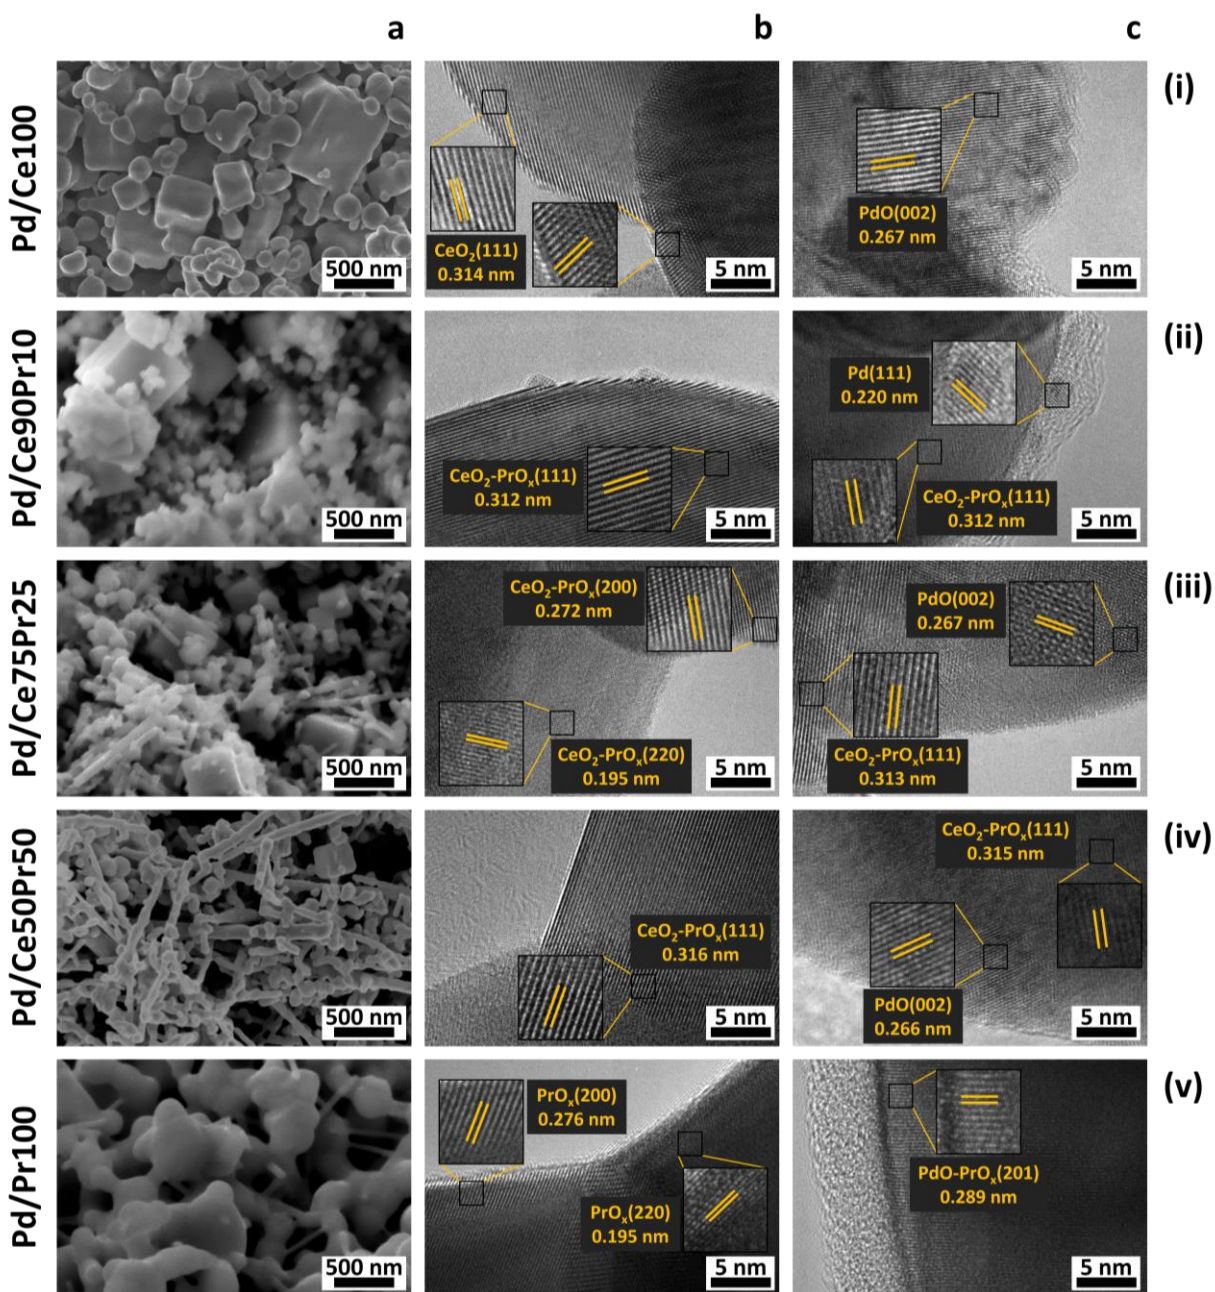 a
b
c
Pd/Ce100
CeO₂(111)
0.314 nm
PdO(002)
0.267 nm
500 nm
5 nm
5 nm
(i)
Pd/Ce90Pr10
CeO₂-PrOₓ(111)
0.312 nm
Pd(111)
0.220 nm
CeO₂-PrOₓ(111)
0.312 nm
500 nm
5 nm
5 nm
(ii)
Pd/Ce75Pr25
CeO₂-PrOₓ(200)
0.272 nm
CeO₂-PrOₓ(220)
0.195 nm
PdO(002)
0.267 nm
CeO₂-PrOₓ(111)
0.313 nm
500 nm
5 nm
5 nm
(iii)
Pd/Ce50Pr50
CeO₂-PrOₓ(111)
0.316 nm
CeO₂-PrOₓ(111)
0.315 nm
PdO(002)
0.266 nm
500 nm
5 nm
5 nm
(iv)
Pd/Pr100
PrOₓ(200)
0.276 nm
PrOₓ(220)
0.195 nm
PdO-PrOₓ(201)
0.289 nm
500 nm
5 nm
5 nm
(v)